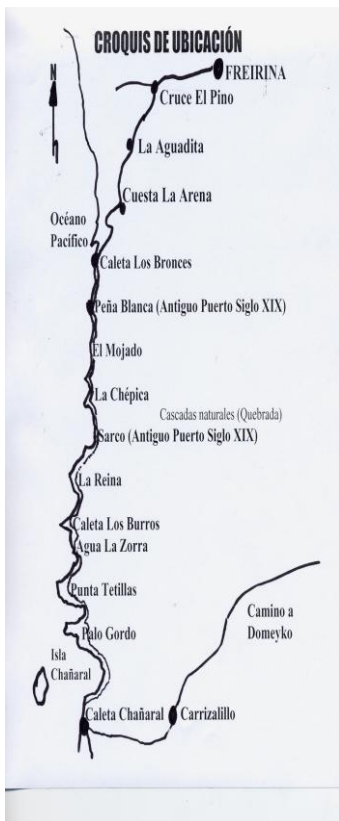 CROQUIS DE UBICACIÓN
N
FREIRINA
Cruce El Pino
La Aguadita
Cuesta La Arena
Océano
Pacífico
Caleta Los Bronces
Peña Blanca (Antiguo Puerto Siglo XIX)
El Mojado
La Chépica
Cascadas naturales (Quebrada)
Sarco (Antiguo Puerto Siglo XIX)
La Reina
Caleta Los Burros
Agua La Zorra
Punta Tetillas
Camino a
Domeyko
Palo Gordo
Isla
Chañaral
Caleta Chañaral
Carrizalillo